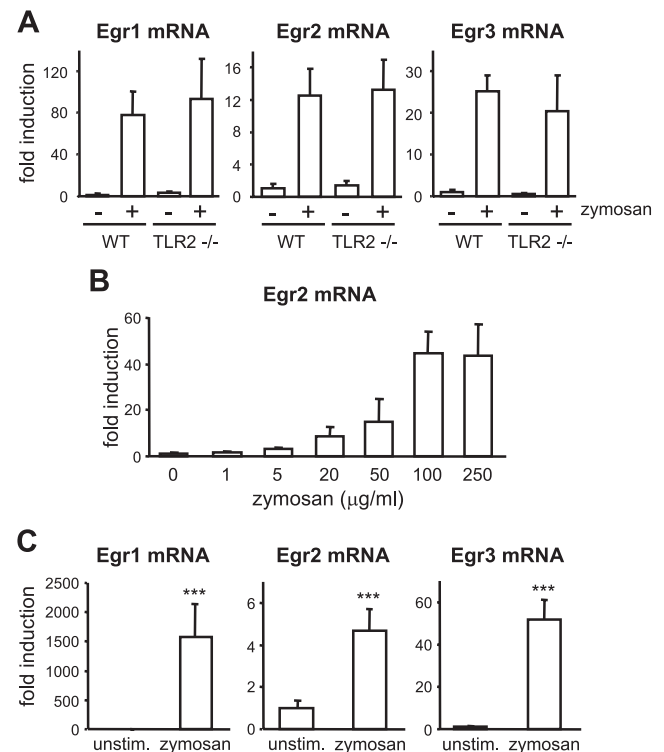 A
Egr1 mRNA Egr2 mRNA Egr3 mRNA
fold induction
120
80
40
0
16
12
8
4
0
30
20
10
0
- + - + - + - + - + - + zymosan
WT TLR2 -/- WT TLR2 -/- WT TLR2 -/-
B
Egr2 mRNA
fold induction
60
40
20
0
0 1 5 20 50 100 250
zymosan (μg/ml)
C
Egr1 mRNA Egr2 mRNA Egr3 mRNA
fold induction
2500
2000
1500
1000
500
0
***
6
4
2
0
***
60
40
20
0
***
unstim. zymosan unstim. zymosan unstim. zymosan